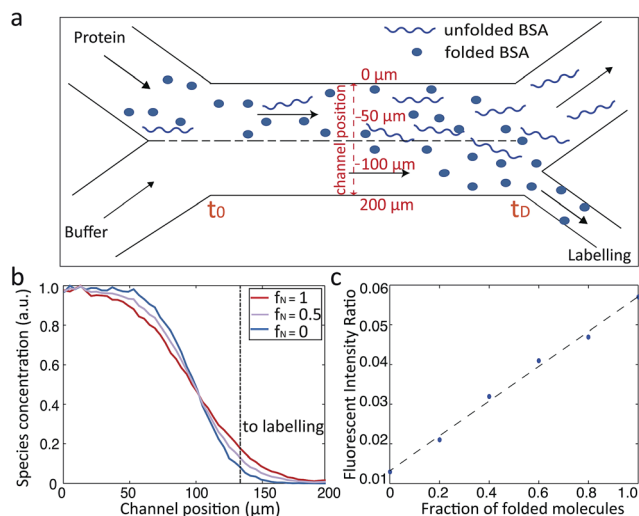 a
Protein
unfolded BSA
folded BSA
0 µm
-50 µm
channel position
-100 µm
200 µm
t0
tD
Buffer
Labelling
b
Species concentration (a.u.)
1.0
0.8
0.6
0.4
0.2
0
0 50 100 150 200
Channel position (µm)
fN = 1
fN = 0.5
fN = 0
to labelling
c
Fluorescent Intensity Ratio
0.06
0.05
0.04
0.03
0.02
0.01
0 0.2 0.4 0.6 0.8 1.0
Fraction of folded molecules